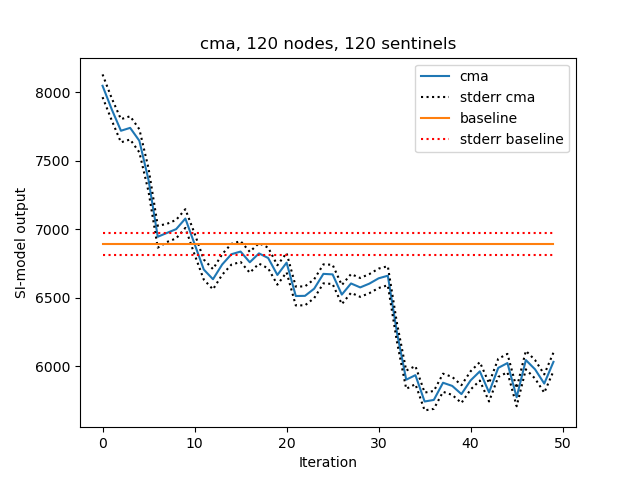 cma, 120 nodes, 120 sentinels
cma
stderr cma
baseline
stderr baseline
SI-model output
8000
7500
7000
6500
6000
0 10 20 30 40 50
Iteration